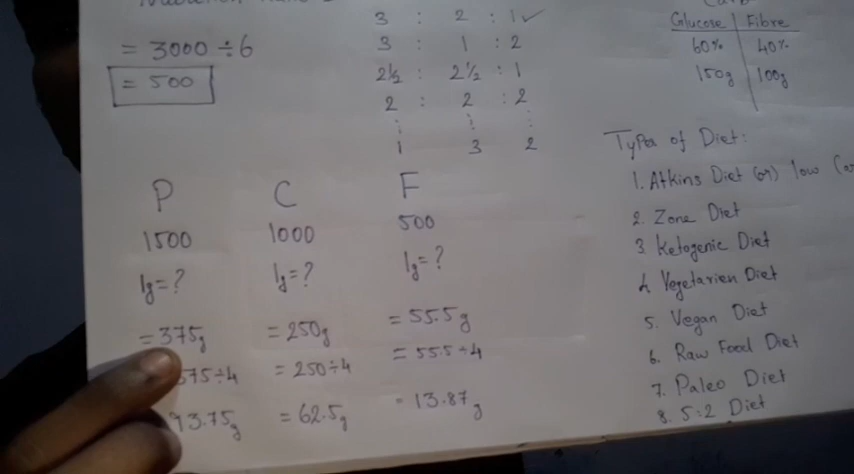 = 3000 ÷ 6
= 500
3 : 2 : 1 ✓
3 : 1 : 2
2½ : 2½ : 1
2 : 2 : 2
⋮ ⋮ ⋮
1 3 2
P C F
1500 1000 500
1g=? 1g=? 1g=?
=375g =250g =55.5g
375÷4 =250÷4 =55.5÷4
93.75g =62.5g =13.87g
Glucose Fibre
60% 40%
150g 100g
Types of Diet:
1. Atkins Diet (or) low
2. Zone Diet
3 Ketogenic Diet
4 Vegetarien Diet
5. Vegan Diet
6. Raw Food Diet
7. Paleo Diet
8. 5:2 Diet